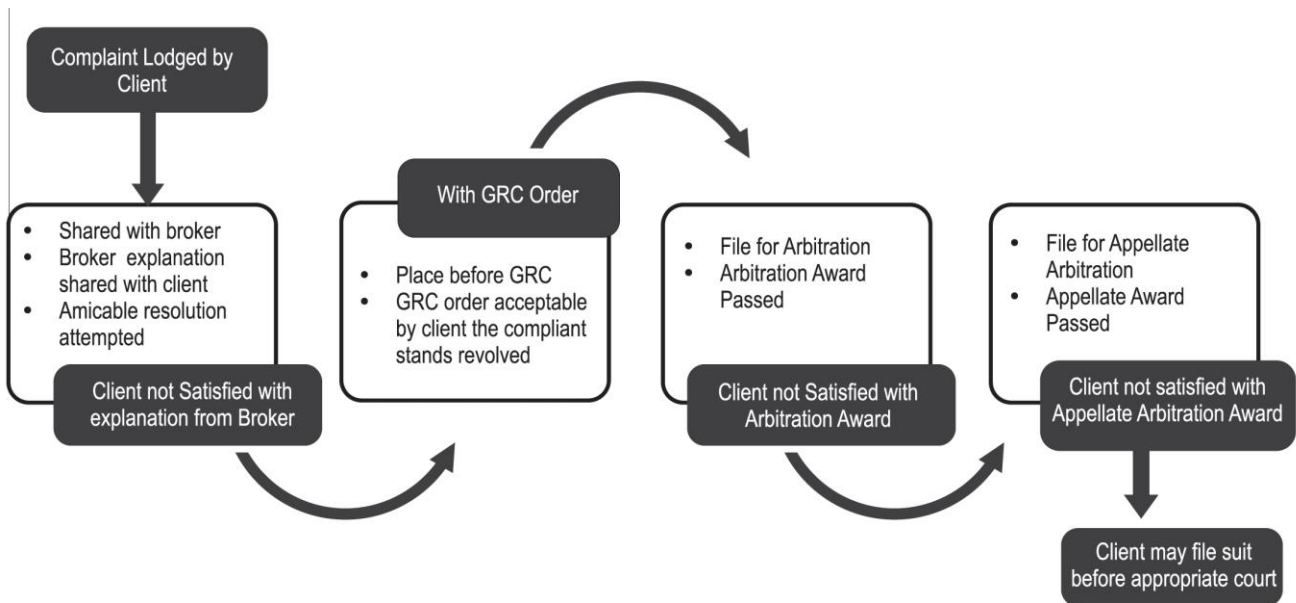 Complaint Lodged by
Client
• Shared with broker
• Broker explanation
shared with client
• Amicable resolution
attempted
Client not Satisfied with
explanation from Broker
With GRC Order
• Place before GRC
• GRC order acceptable
by client the compliant
stands revolved
• File for Arbitration
• Arbitration Award
Passed
Client not Satisfied with
Arbitration Award
• File for Appellate
Arbitration
• Appellate Award
Passed
Client not satisfied with
Appellate Arbitration Award
Client may file suit
before appropriate court